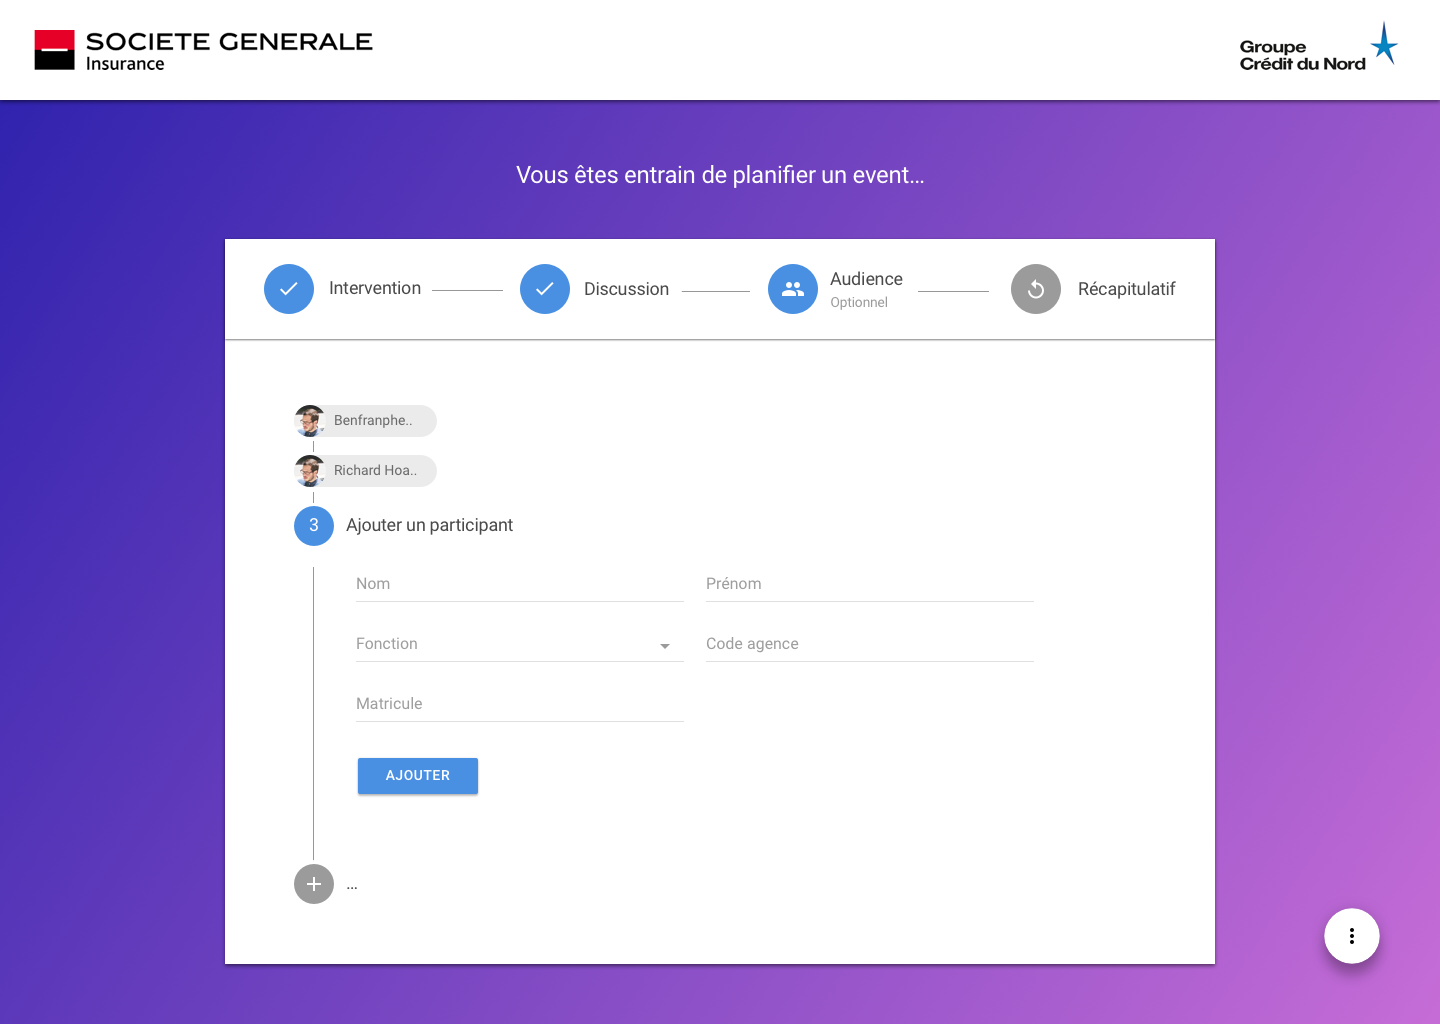 SOCIETE GENERALE
Insurance
Groupe
Crédit du Nord
Vous êtes entrain de planifier un event...
Intervention
Discussion
Audience
Optionnel
Récapitulatif
Benfranphe..
Richard Hoa..
3 Ajouter un participant
Nom
Prénom
Fonction
Code agence
Matricule
AJOUTER
...